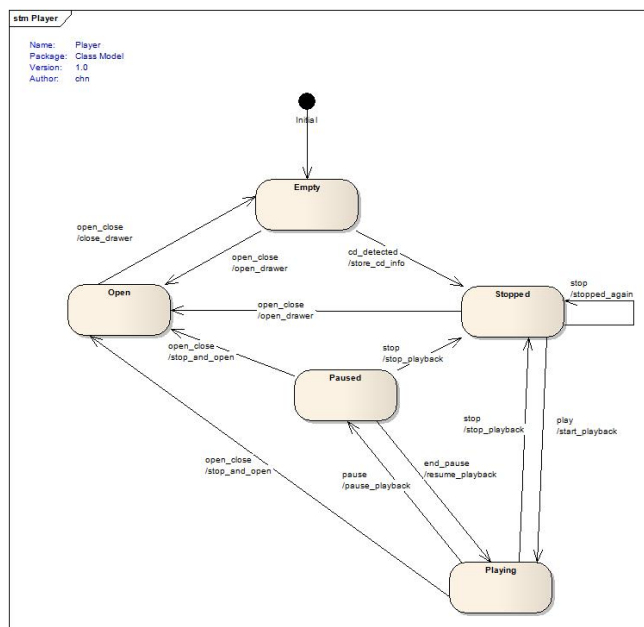 stm Player
Name: Player
Package: Class Model
Version: 1.0
Author: chn
Initial
Empty
open_close
/close_drawer
open_close
/open_drawer
cd_detected
/store_cd_info
Open
Stopped
stop
/stopped_again
open_close
/open_drawer
open_close
/stop_and_open
stop
/stop_playback
Paused
stop
/stop_playback
play
/start_playback
open_close
/stop_and_open
pause
/pause_playback
end_pause
/resume_playback
Playing